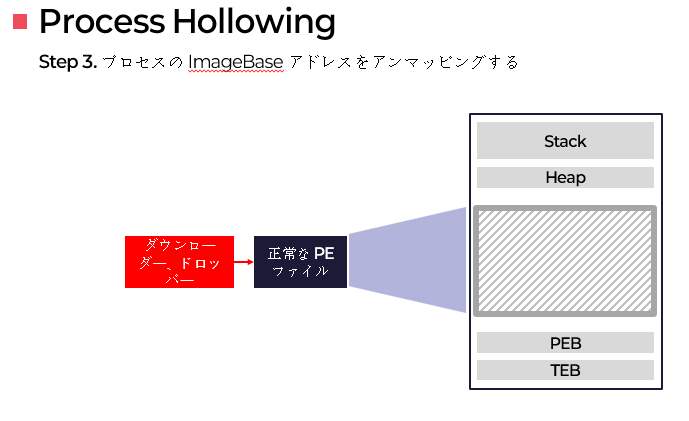 Process Hollowing
Step 3. プロセスの ImageBase アドレスをアンマッピングする
Stack
Heap
ダウンロー
ダー、ドロッ
パー
正常な PE
ファイル
PEB
TEB